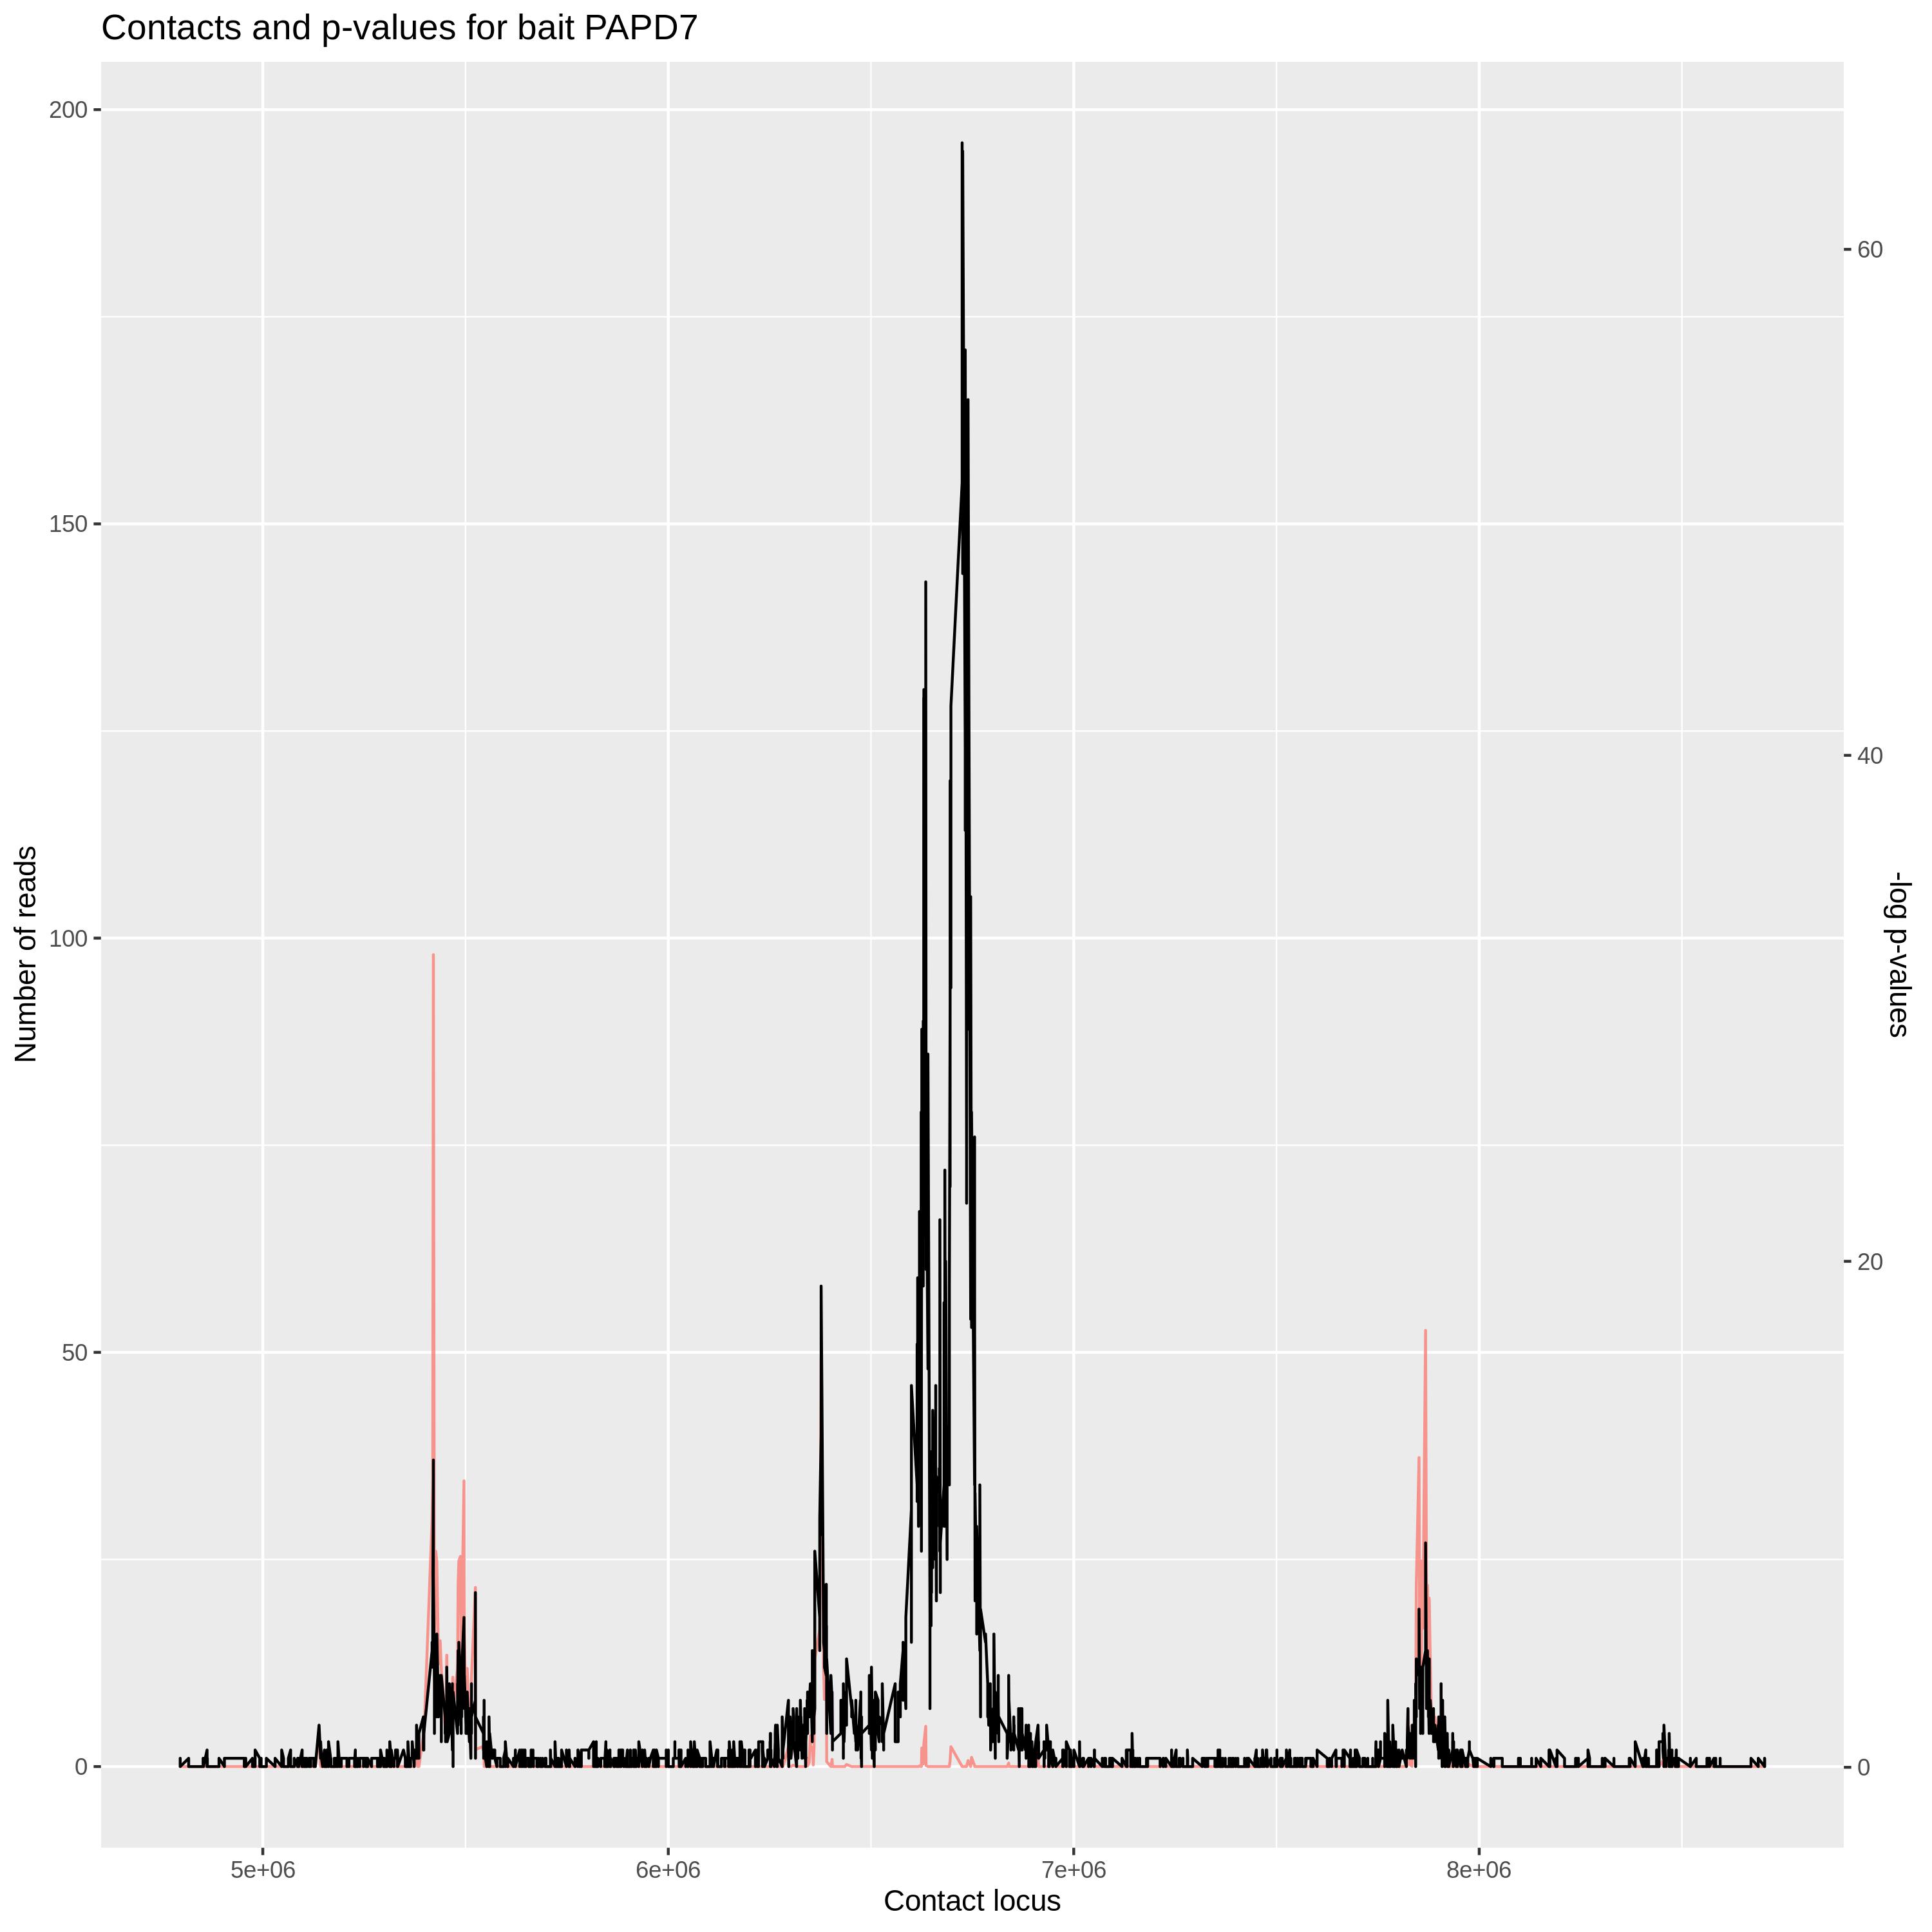 Contacts and p-values for bait PAPD7
200
150
100
50
0
Number of reads
60
40
20
0
-log p-values
5e+06
6e+06
7e+06
8e+06
Contact locus